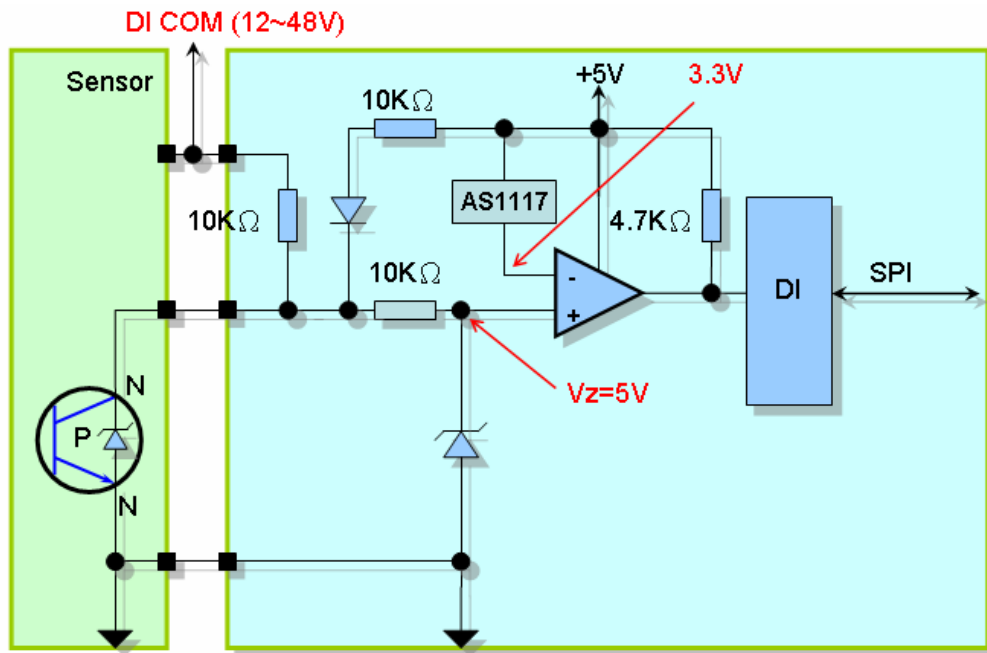 DI COM (12~48V)
Sensor
+5V
3.3V
10KΩ
AS1117
10KΩ
4.7KΩ
10KΩ
-
+
DI
SPI
Vz=5V
N
P
N